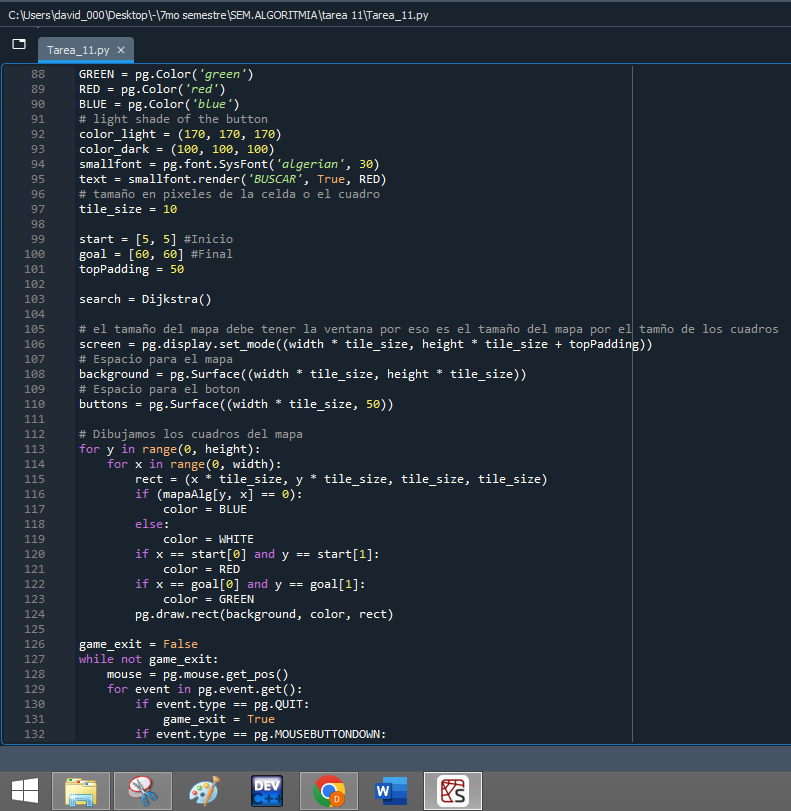 C:\Users\david_000\Desktop\-\7mo semestre\SEM.ALGORITMIA\tarea 11\Tarea_11.py
Tarea_11.py ×
88 GREEN = pg.Color('green')
89 RED = pg.Color('red')
90 BLUE = pg.Color('blue')
91 # light shade of the button
92 color_light = (170, 170, 170)
93 color_dark = (100, 100, 100)
94 smallfont = pg.font.SysFont('algerian', 30)
95 text = smallfont.render('BUSCAR', True, RED)
96 # tamaño en pixeles de la celda o el cuadro
97 tile_size = 10
98
99 start = [5, 5] #Inicio
100 goal = [60, 60] #Final
101 topPadding = 50
102
103 search = Dijkstra()
104
105 # el tamaño del mapa debe tener la ventana por eso es el tamaño del mapa por el tamño de los cuadros
106 screen = pg.display.set_mode((width * tile_size, height * tile_size + topPadding))
107 # Espacio para el mapa
108 background = pg.Surface((width * tile_size, height * tile_size))
109 # Espacio para el boton
110 buttons = pg.Surface((width * tile_size, 50))
111
112 # Dibujamos los cuadros del mapa
113 for y in range(0, height):
114     for x in range(0, width):
115         rect = (x * tile_size, y * tile_size, tile_size, tile_size)
116         if (mapaAlg[y, x] == 0):
117             color = BLUE
118         else:
119             color = WHITE
120         if x == start[0] and y == start[1]:
121             color = RED
122         if x == goal[0] and y == goal[1]:
123             color = GREEN
124         pg.draw.rect(background, color, rect)
125
126 game_exit = False
127 while not game_exit:
128     mouse = pg.mouse.get_pos()
129     for event in pg.event.get():
130         if event.type == pg.QUIT:
131             game_exit = True
132         if event.type == pg.MOUSEBUTTONDOWN:
DEV
C++
D
W
S